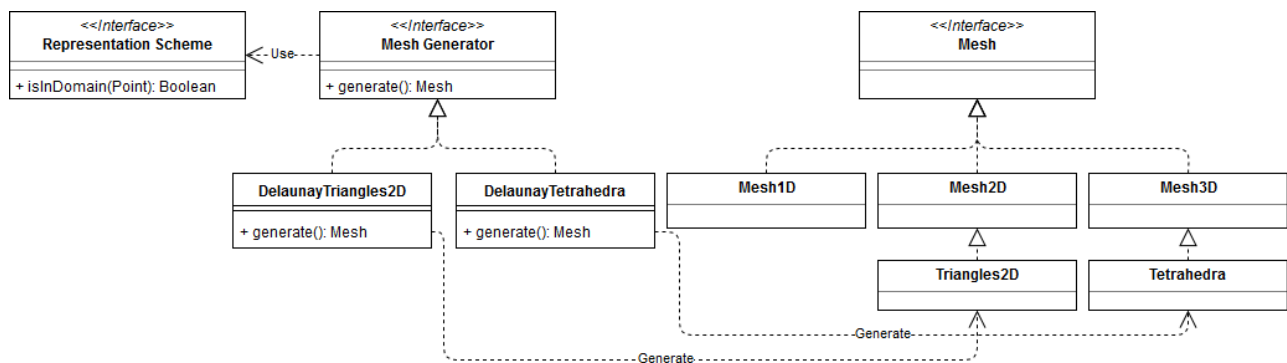 <<Interface>>
Representation Scheme
+ isInDomain(Point): Boolean
Use
<<Interface>>
Mesh Generator
+ generate(): Mesh
<<Interface>>
Mesh
DelaunayTriangles2D
+ generate(): Mesh
DelaunayTetrahedra
+ generate(): Mesh
Mesh1D
Mesh2D
Mesh3D
Triangles2D
Tetrahedra
Generate
Generate